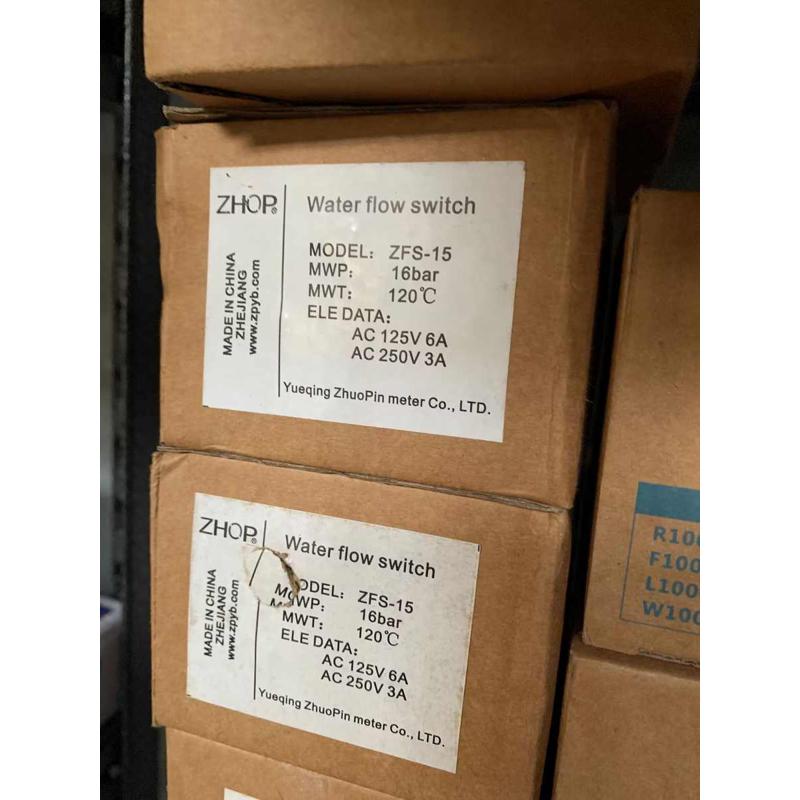 ZHOP®
Water flow switch
MODEL: ZFS-15
MWP: 16bar
MWT: 120℃
ELE DATA:
AC 125V 6A
AC 250V 3A
MADE IN CHINA
ZHEJIANG
www.zpyb.com
Yueqing ZhuoPin meter Co., LTD.
ZHOP®
Water flow switch
MODEL: ZFS-15
MWP: 16bar
MWT: 120℃
ELE DATA:
AC 125V 6A
AC 250V 3A
MADE IN CHINA
ZHEJIANG
www.zpyb.com
Yueqing ZhuoPin meter Co., LTD.
R100
F100
L100
W100